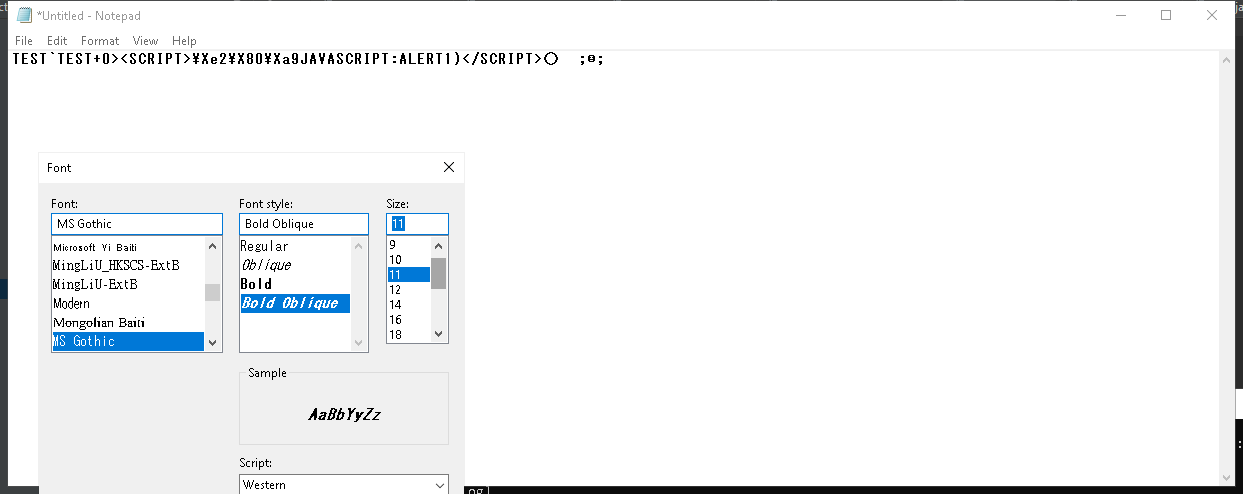 *Untitled - Notepad
File Edit Format View Help
TEST`TEST+0><SCRIPT>¥Xe2¥X80¥Xa9JAVASCRIPT:ALERT1)</SCRIPT>○ ;¤;
Font
Font:
MS Gothic
Microsoft Yi Baiti
MingLiU_HKSCS-ExtB
MingLiU-ExtB
Modern
Mongolian Baiti
MS Gothic
Font style:
Bold Oblique
Regular
Oblique
Bold
Bold Oblique
Size:
11
9
10
11
12
14
16
18
Sample
AaBbYyZz
Script:
Western